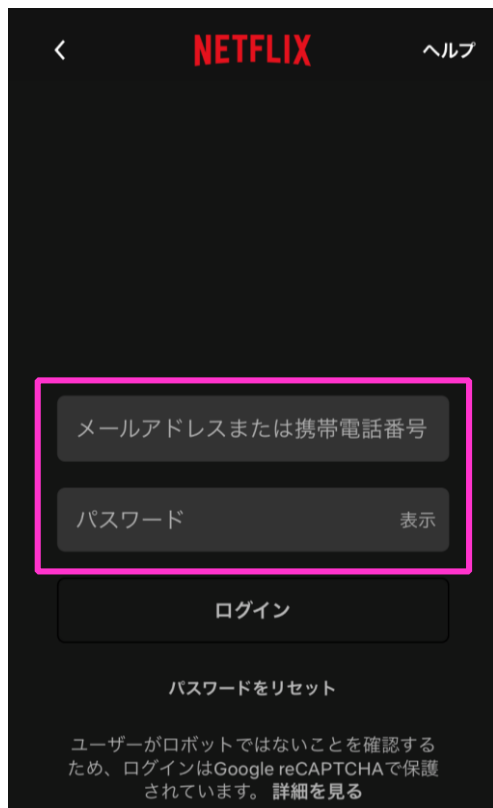 NETFLIX ヘルプ
メールアドレスまたは携帯電話番号
パスワード 表示
ログイン
パスワードをリセット
ユーザーがロボットではないことを確認する
ため、ログインはGoogle reCAPTCHAで保護
されています。 詳細を見る